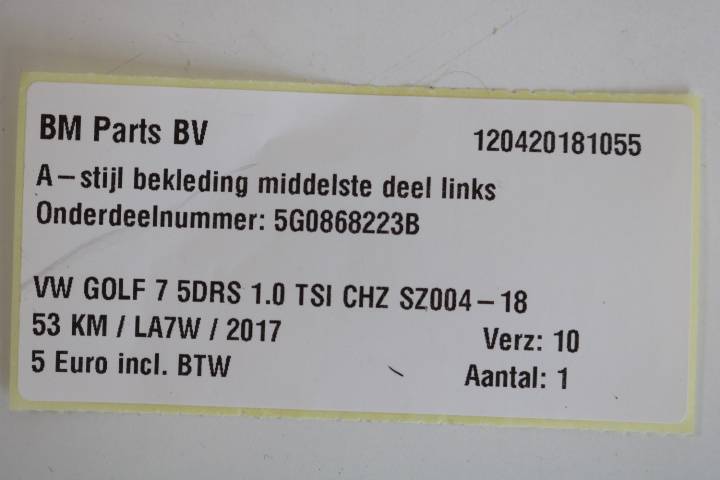 BM Parts BV 120420181055
A-stijl bekleding middelste deel links
Onderdeelnummer: 5G0868223B
VW GOLF 7 5DRS 1.0 TSI CHZ SZ004-18
53 KM / LA7W / 2017 Verz: 10
5 Euro incl. BTW Aantal: 1